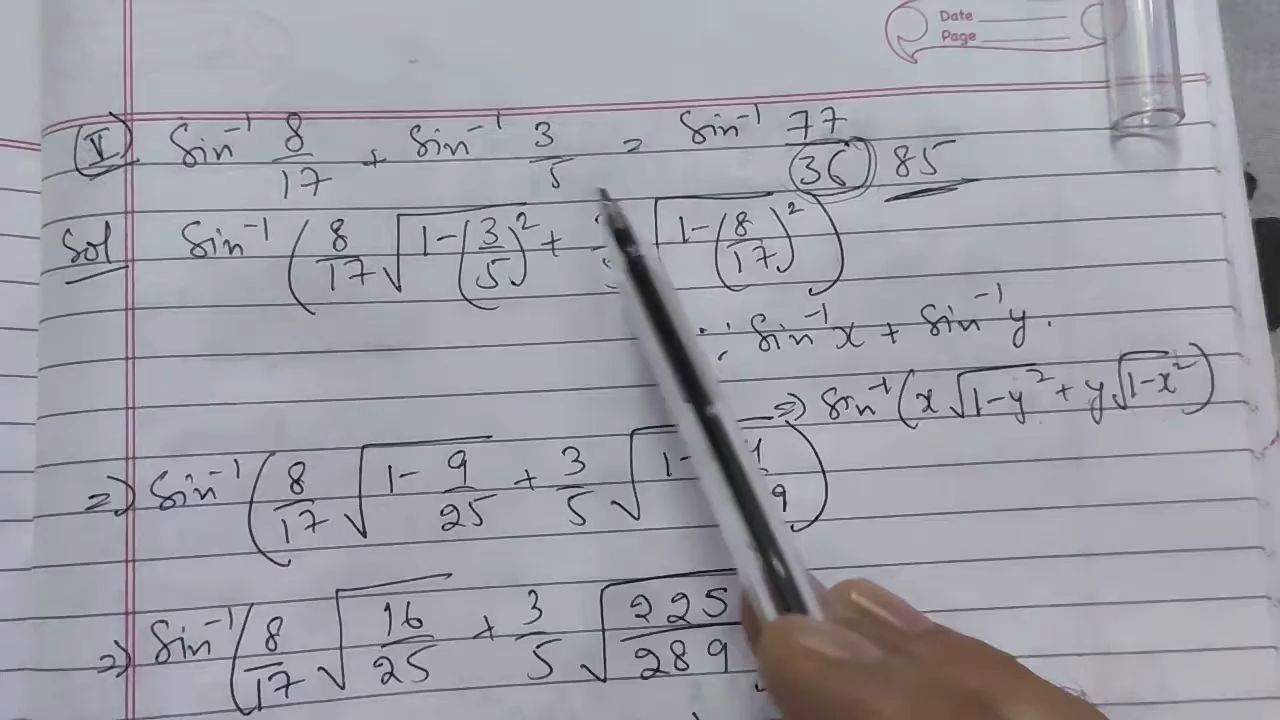 Date
Page
(V) Sin⁻¹ 8/17 + Sin⁻¹ 3/5 = Sin⁻¹ 77/36 85
Sol Sin⁻¹ ( 8/17 √1-(3/5)² + √1-(8/17)² )
∵ Sin⁻¹x + Sin⁻¹y.
⇒ Sin⁻¹(x√1-y² + y√1-x²)
⇒ Sin⁻¹( 8/17 √1- 9/25 + 3/5 √1- )
⇒ Sin⁻¹( 8/17 √16/25 + 3/5 √225/289